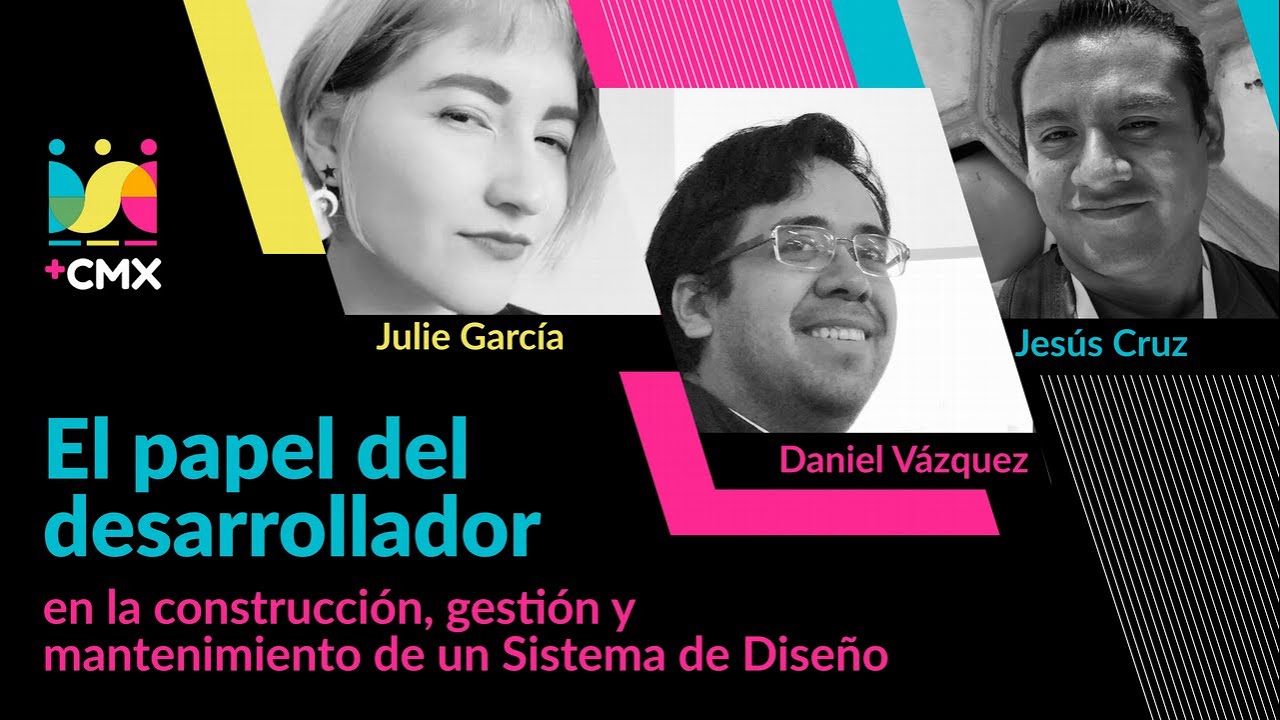 +CMX
Julie García
Jesús Cruz
Daniel Vázquez
El papel del
desarrollador
en la construcción, gestión y
mantenimiento de un Sistema de Diseño